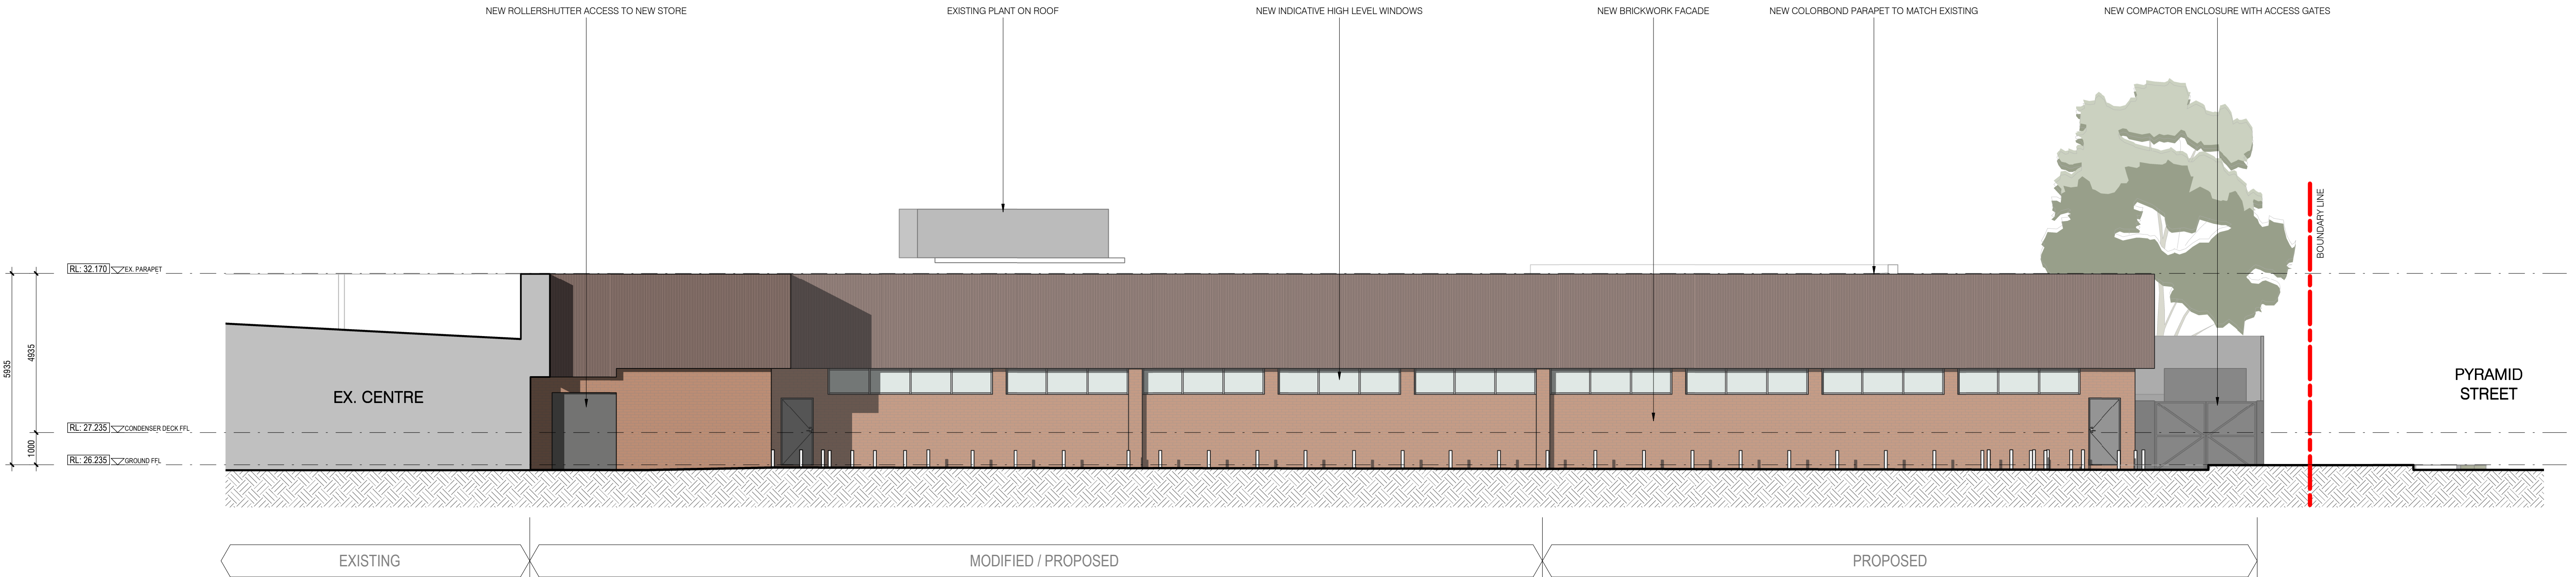 NEW ROLLERSHUTTER ACCESS TO NEW STORE
EXISTING PLANT ON ROOF
NEW INDICATIVE HIGH LEVEL WINDOWS
NEW BRICKWORK FACADE
NEW COLORBOND PARAPET TO MATCH EXISTING
NEW COMPACTOR ENCLOSURE WITH ACCESS GATES
BOUNDARY LINE
RL: 32.170 EX. PARAPET
5935
4935
EX. CENTRE
PYRAMID
STREET
RL: 27.235 CONDENSER DECK FFL
1000
RL: 26.235 GROUND FFL
EXISTING
MODIFIED / PROPOSED
PROPOSED